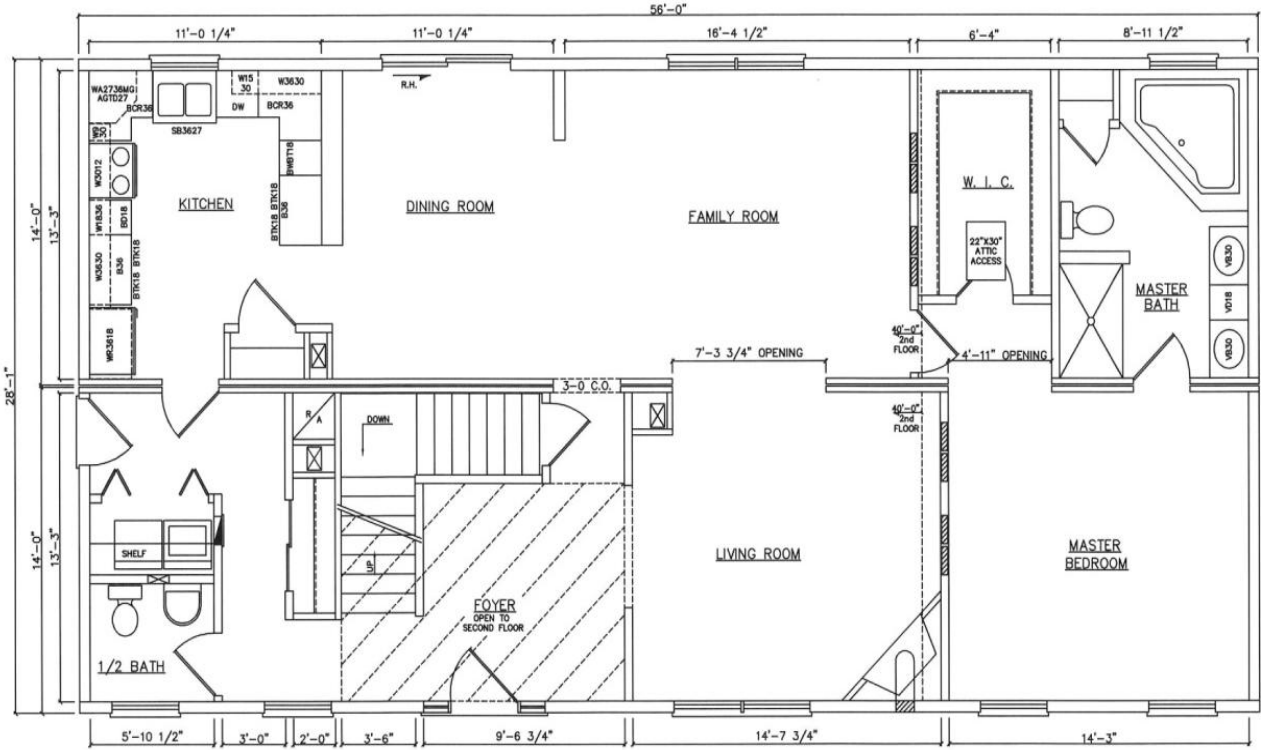 56'-0"
11'-0 1/4"
11'-0 1/4"
16'-4 1/2"
6'-4"
8'-11 1/2"
R.H.
WA2736MG
AGTD27
BCR36
SB3627
W15
30
W3630
DW
BCR36
W9
30
W3012
BWBT18
W1836
BD18
BTK18 BTK18
B36
W3630
B36
BTK18 BTK18
WR3618
KITCHEN
DINING ROOM
FAMILY ROOM
W. I. C.
22"X30"
ATTIC
ACCESS
MASTER
BATH
VB30
VD18
VB30
14'-0"
13'-3"
28'-1"
40'-0"
2nd
FLOOR
7'-3 3/4" OPENING
4'-11" OPENING
3-0 C.O.
R
A
DOWN
40'-0"
2nd
FLOOR
14'-0"
13'-3"
SHELF
UP
LIVING ROOM
MASTER
BEDROOM
FOYER
OPEN TO
SECOND FLOOR
1/2 BATH
5'-10 1/2"
3'-0"
2'-0"
3'-6"
9'-6 3/4"
14'-7 3/4"
14'-3"